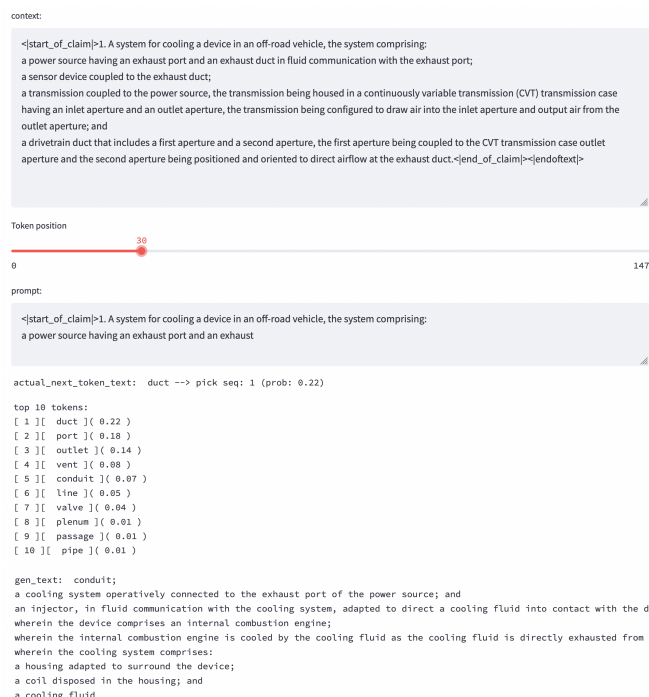 context:
<|start_of_claim|>1. A system for cooling a device in an off-road vehicle, the system comprising:
a power source having an exhaust port and an exhaust duct in fluid communication with the exhaust port;
a sensor device coupled to the exhaust duct;
a transmission coupled to the power source, the transmission being housed in a continuously variable transmission (CVT) transmission case
having an inlet aperture and an outlet aperture, the transmission being configured to draw air into the inlet aperture and output air from the
outlet aperture; and
a drivetrain duct that includes a first aperture and a second aperture, the first aperture being coupled to the CVT transmission case outlet
aperture and the second aperture being positioned and oriented to direct airflow at the exhaust duct.<|end_of_claim|><|endoftext|>
Token position
30
0 147
prompt:
<|start_of_claim|>1. A system for cooling a device in an off-road vehicle, the system comprising:
a power source having an exhaust port and an exhaust
actual_next_token_text:  duct --> pick seq: 1 (prob: 0.22)
top 10 tokens:
[ 1 ][  duct ]( 0.22 )
[ 2 ][  port ]( 0.18 )
[ 3 ][  outlet ]( 0.14 )
[ 4 ][  vent ]( 0.08 )
[ 5 ][  conduit ]( 0.07 )
[ 6 ][  line ]( 0.05 )
[ 7 ][  valve ]( 0.04 )
[ 8 ][  plenum ]( 0.01 )
[ 9 ][  passage ]( 0.01 )
[ 10 ][  pipe ]( 0.01 )
gen_text:  conduit;
a cooling system operatively connected to the exhaust port of the power source; and
an injector, in fluid communication with the cooling system, adapted to direct a cooling fluid into contact with the d
wherein the device comprises an internal combustion engine;
wherein the internal combustion engine is cooled by the cooling fluid as the cooling fluid is directly exhausted from
wherein the cooling system comprises:
a housing adapted to surround the device;
a coil disposed in the housing; and
a cooling fluid